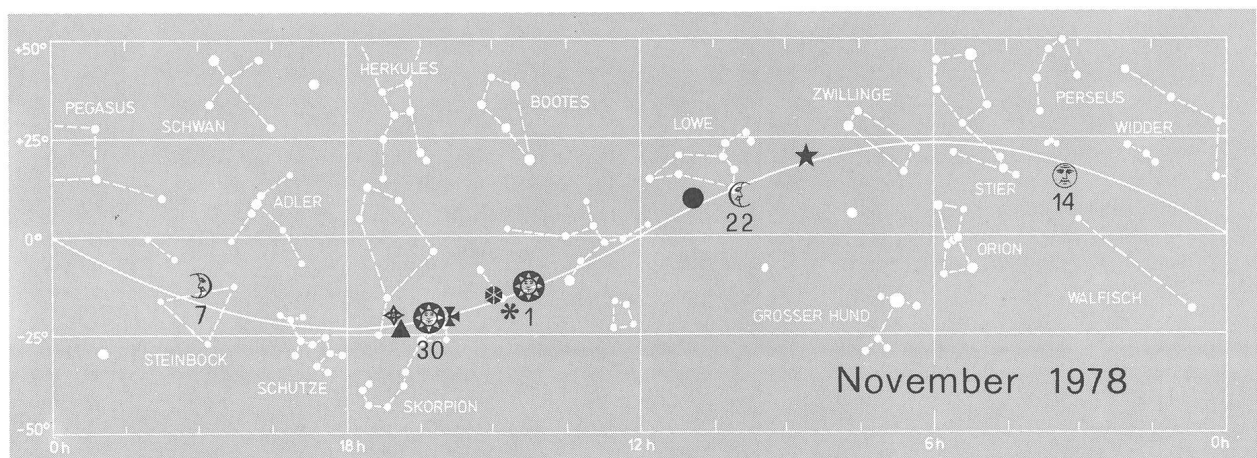 +50°
HERKULES
BOOTES
ZWILLINGE
PERSEUS
PEGASUS
SCHWAN
LÖWE
WIDDER
+25°
STIER
14
ADLER
22
0°
ORION
7
1
WALFISCH
GROSSER HUND
-25°
30
STEINBOCK
SCHÜTZE
SKORPION
November 1978
-50°
0h
18h
12h
6h
0h